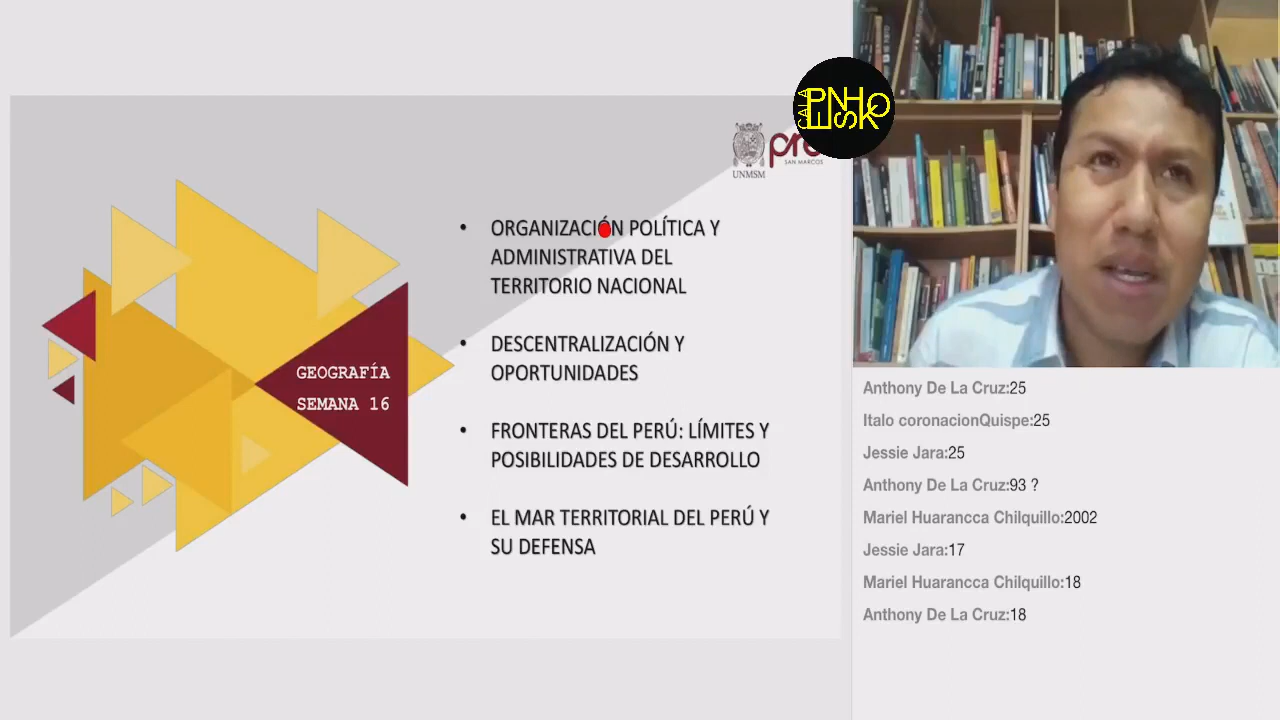 GEOGRAFÍA
SEMANA 16
UNMSM
SAN MARCOS
• ORGANIZACIÓN POLÍTICA Y
ADMINISTRATIVA DEL
TERRITORIO NACIONAL
• DESCENTRALIZACIÓN Y
OPORTUNIDADES
• FRONTERAS DEL PERÚ: LÍMITES Y
POSIBILIDADES DE DESARROLLO
• EL MAR TERRITORIAL DEL PERÚ Y
SU DEFENSA
Anthony De La Cruz:25
Italo coronacionQuispe:25
Jessie Jara:25
Anthony De La Cruz:93 ?
Mariel Huarancca Chilquillo:2002
Jessie Jara:17
Mariel Huarancca Chilquillo:18
Anthony De La Cruz:18